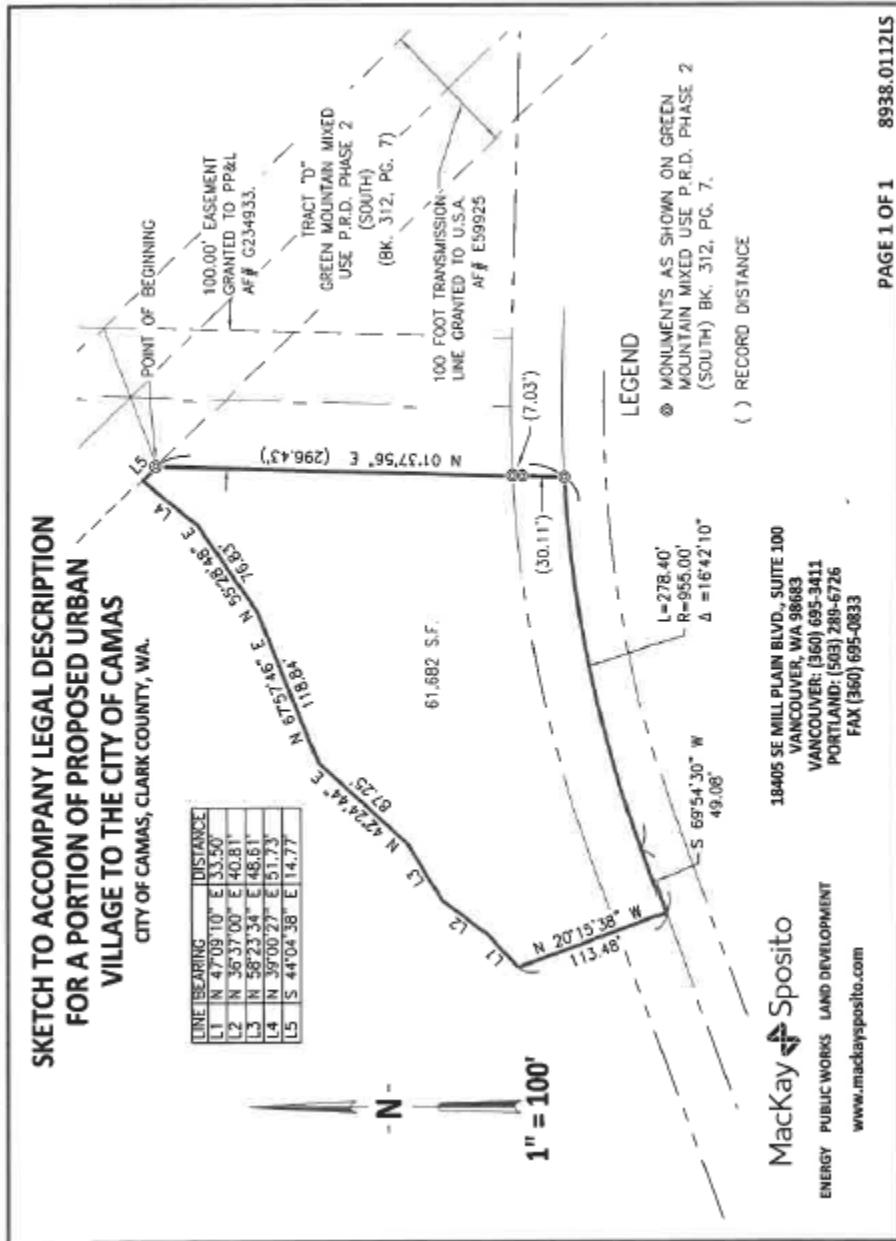 SKETCH TO ACCOMPANY LEGAL DESCRIPTION
FOR A PORTION OF PROPOSED URBAN
VILLAGE TO THE CITY OF CAMAS
CITY OF CAMAS, CLARK COUNTY, WA.
LINE BEARING DISTANCE
L1 N 47°09'10" E 33.50'
L2 N 36°37'00" E 40.81'
L3 N 58°23'34" E 48.61'
L4 N 39°00'27" E 51.73'
L5 S 44°04'38" E 14.77'
-N-
1" = 100'
L5
POINT OF BEGINNING
100.00' EASEMENT
GRANTED TO PP&L
AF# G234933.
TRACT "D"
GREEN MOUNTAIN MIXED
USE P.R.D. PHASE 2
(SOUTH)
(BK. 312, PG. 7)
100 FOOT TRANSMISSION
LINE GRANTED TO U.S.A.
AF# E59925
L4
N 55°28'48" E
76.83'
N 67°57'46" E
118.84'
N 42°24'44" E
87.25'
L3
L2
L1
N 01°37'56" E (296.43')
61,682 S.F.
(7.03')
(30.11')
N 20°15'38" W
113.48'
S 69°54'30" W
49.08'
L=278.40'
R=955.00'
Δ =16°42'10"
LEGEND
◎ MONUMENTS AS SHOWN ON GREEN
MOUNTAIN MIXED USE P.R.D. PHASE 2
(SOUTH) BK. 312, PG. 7.
( ) RECORD DISTANCE
MacKay Sposito
ENERGY PUBLIC WORKS LAND DEVELOPMENT
www.mackaysposito.com
18405 SE MILL PLAIN BLVD., SUITE 100
VANCOUVER, WA 98683
VANCOUVER: (360) 695-3411
PORTLAND: (503) 289-6726
FAX (360) 695-0833
PAGE 1 OF 1 8938.0112LS